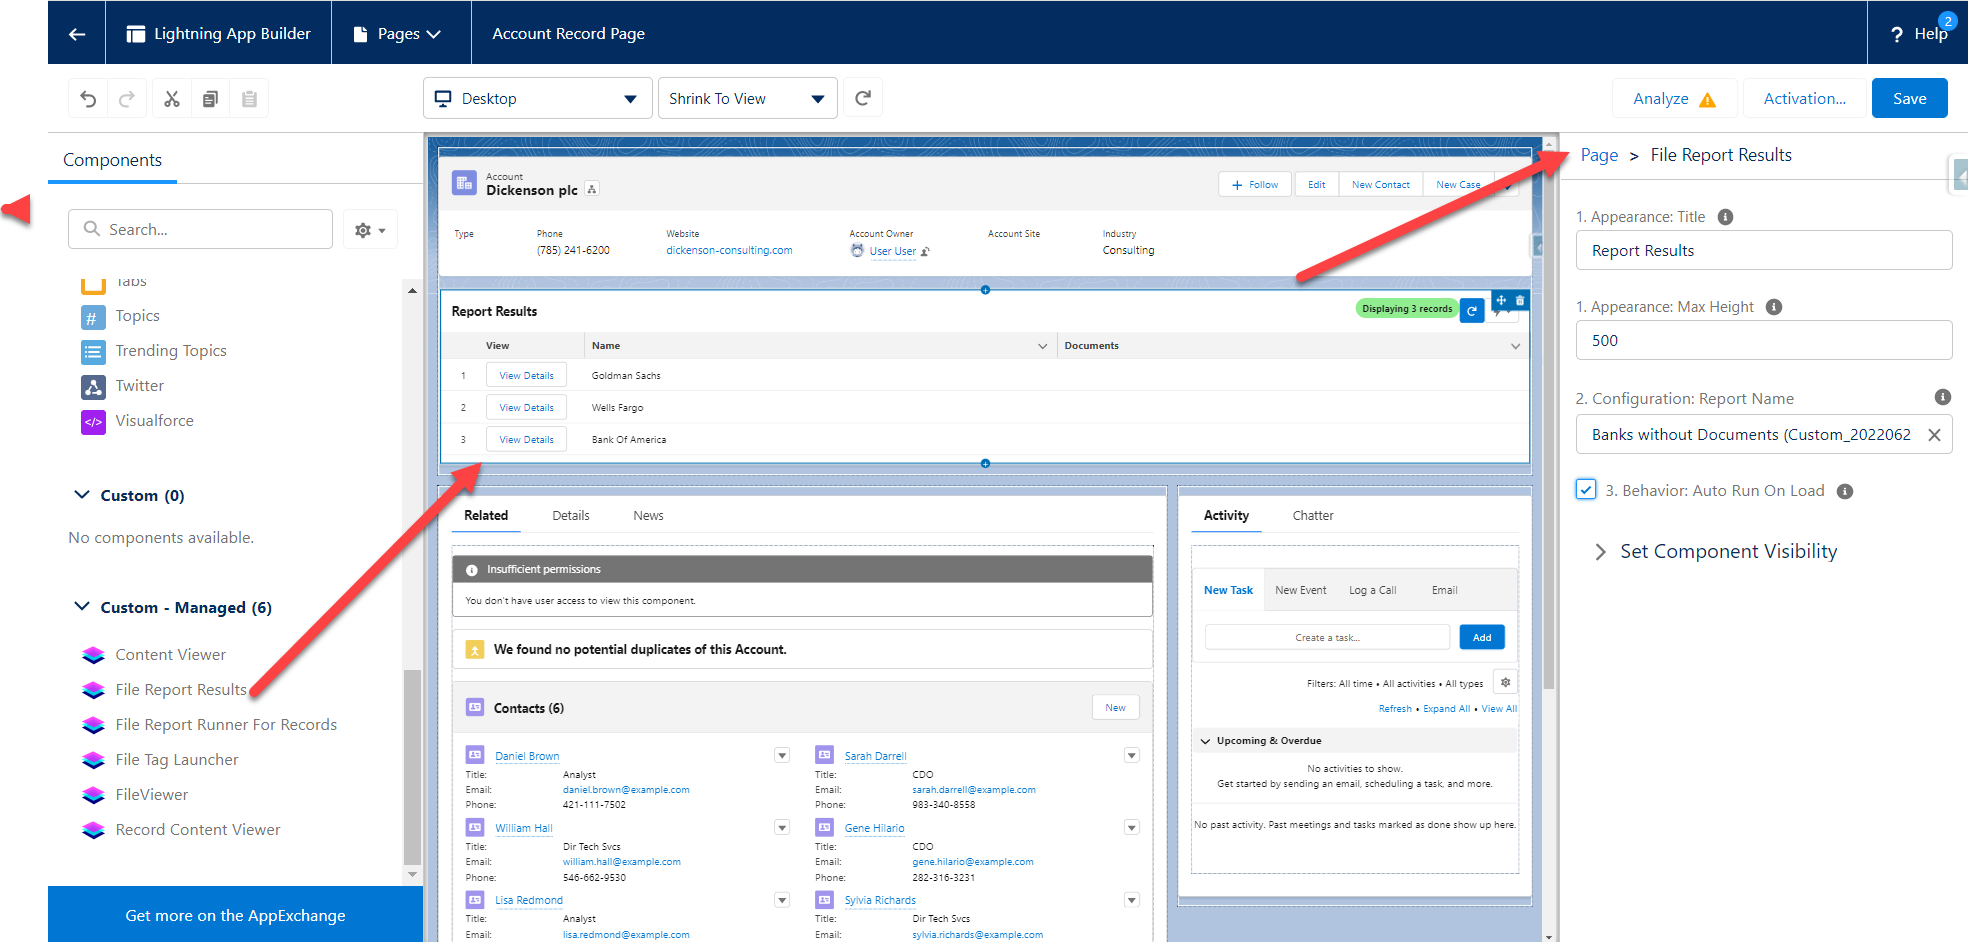 Lightning App Builder
Pages
Account Record Page
? Help
2
Desktop
Shrink To View
Analyze
Activation...
Save
Components
Search...
Tabs
# Topics
Trending Topics
Twitter
</> Visualforce
Custom (0)
No components available.
Custom - Managed (6)
Content Viewer
File Report Results
File Report Runner For Records
File Tag Launcher
FileViewer
Record Content Viewer
Get more on the AppExchange
Account
Dickenson plc
+ Follow
Edit
New Contact
New Case
Type
Phone
(785) 241-6200
Website
dickenson-consulting.com
Account Owner
User User
Account Site
Industry
Consulting
Report Results
Displaying 3 records
View
Name
Documents
1
View Details
Goldman Sachs
2
View Details
Wells Fargo
3
View Details
Bank Of America
Related
Details
News
Insufficient permissions
You don't have user access to view this component.
We found no potential duplicates of this Account.
Contacts (6)
New
Daniel Brown
Title: Analyst
Email: daniel.brown@example.com
Phone: 421-111-7502
Sarah Darrell
Title: CDO
Email: sarah.darrell@example.com
Phone: 983-340-8558
William Hall
Title: Dir Tech Svcs
Email: william.hall@example.com
Phone: 546-662-9530
Gene Hilario
Title: CDO
Email: gene.hilario@example.com
Phone: 282-316-3231
Lisa Redmond
Title: Analyst
Email: lisa.redmond@example.com
Sylvia Richards
Title: Dir Tech Svcs
Email: sylvia.richards@example.com
Activity
Chatter
New Task
New Event
Log a Call
Email
Create a task...
Add
Filters: All time • All activities • All types
Refresh • Expand All • View All
Upcoming & Overdue
No activities to show.
Get started by sending an email, scheduling a task, and more.
No past activity. Past meetings and tasks marked as done show up here.
Page > File Report Results
1. Appearance: Title
Report Results
1. Appearance: Max Height
500
2. Configuration: Report Name
Banks without Documents (Custom_2022062
3. Behavior: Auto Run On Load
Set Component Visibility